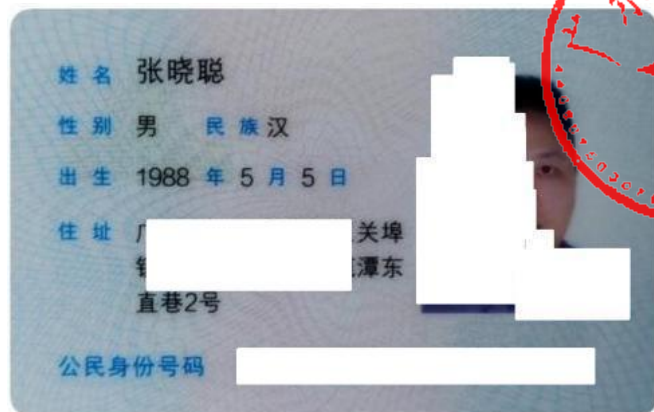 姓名 张晓聪
性别 男 民族 汉
出生 1988 年 5 月 5 日
住址 关埠
潭东
直巷2号
公民身份号码